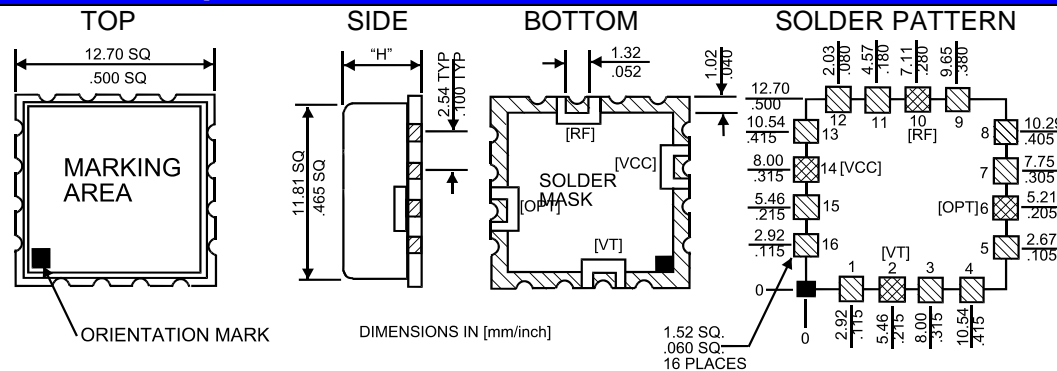 TOP
SIDE
BOTTOM
SOLDER PATTERN
12.70 SQ
.500 SQ
MARKING
AREA
ORIENTATION MARK
“H”
2.54 TYP
.100 TYP
11.81 SQ
.465 SQ
DIMENSIONS IN [mm/inch]
1.32
.052
1.02
.040
[RF]
[VCC]
SOLDER
MASK
[OPT]
[VT]
2.03
.080
4.57
.180
7.11
.280
9.65
.380
12.70
.500
10.54
.415
8.00
.315
5.46
.215
2.92
.115
0
12
11
10
9
[RF]
13
14 [VCC]
15
16
8
7
[OPT] 6
5
10.29
.405
7.75
.305
5.21
.205
2.67
.105
[VT]
1
2
3
4
0
2.92
.115
5.46
.215
8.00
.315
10.54
.415
1.52 SQ.
.060 SQ.
16 PLACES